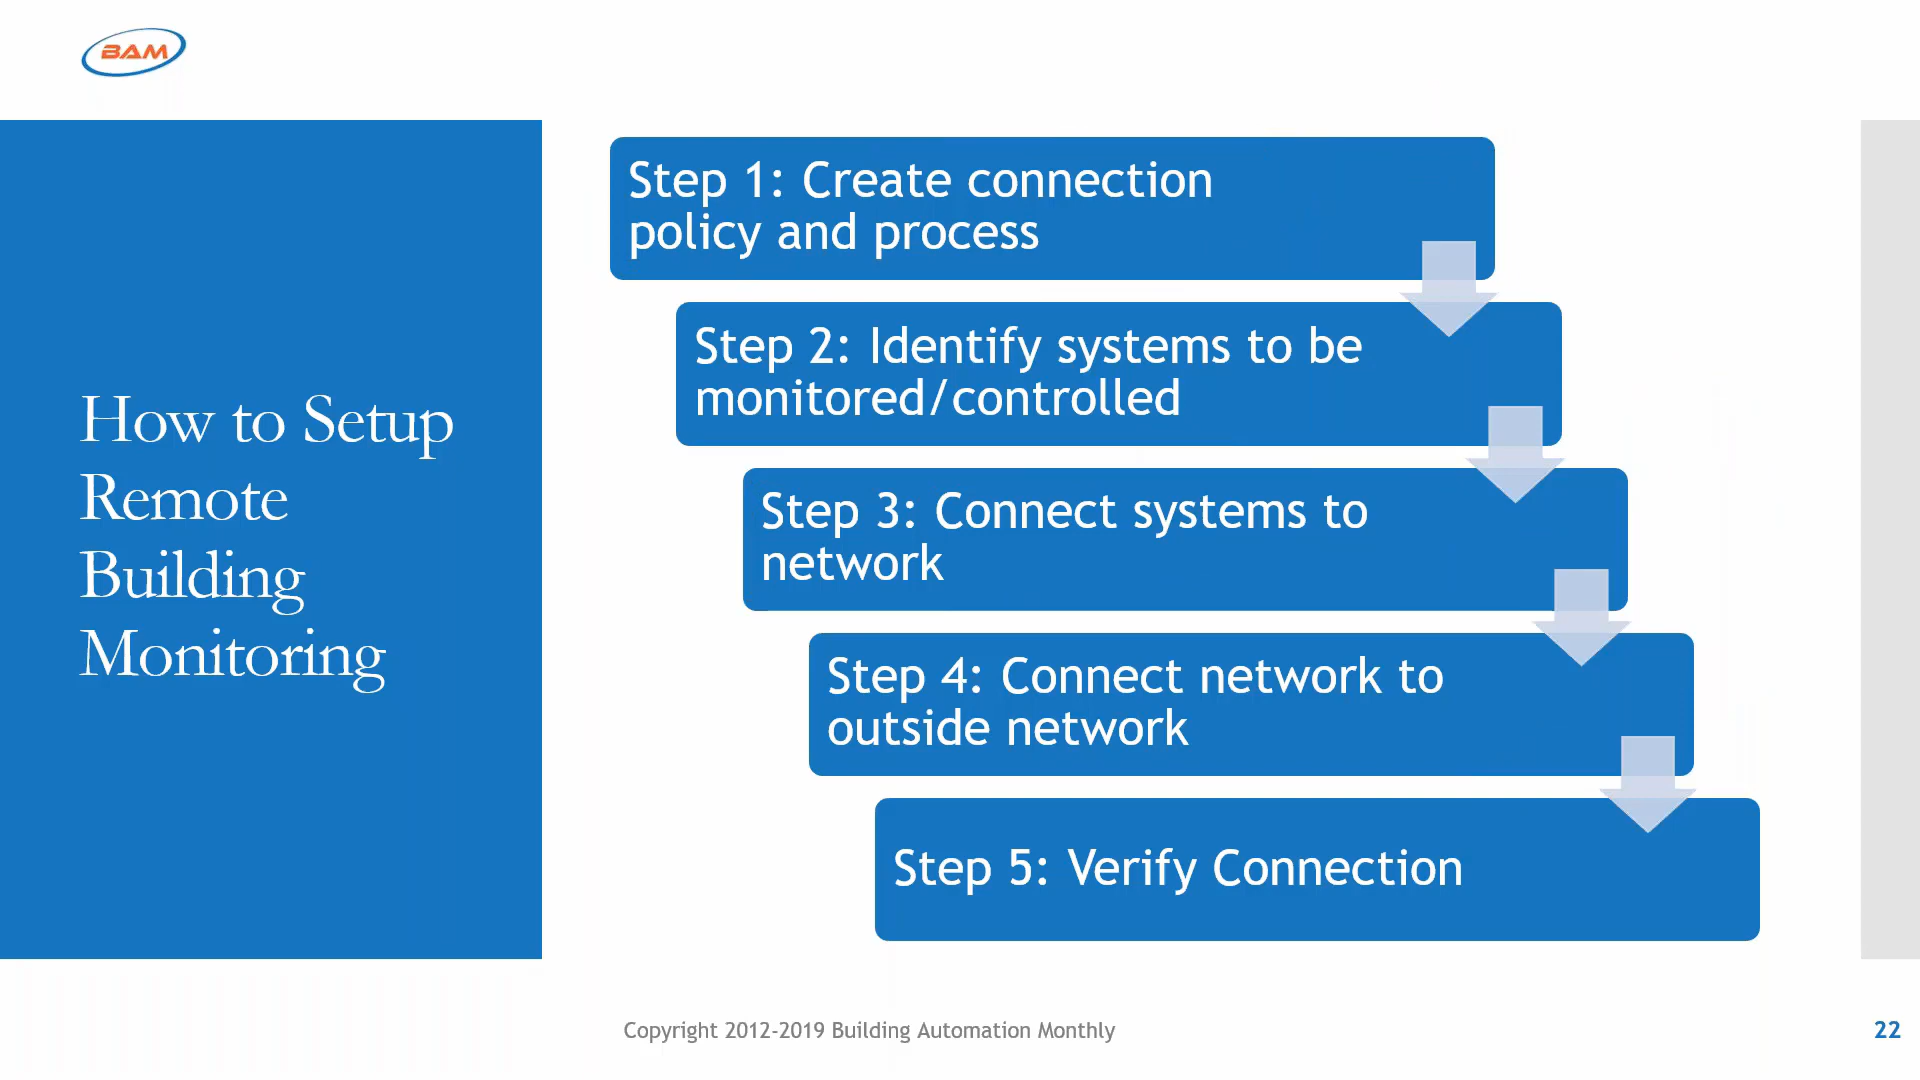 BAM
How to Setup
Remote
Building
Monitoring
Step 1: Create connection
policy and process
Step 2: Identify systems to be
monitored/controlled
Step 3: Connect systems to
network
Step 4: Connect network to
outside network
Step 5: Verify Connection
Copyright 2012-2019 Building Automation Monthly
22